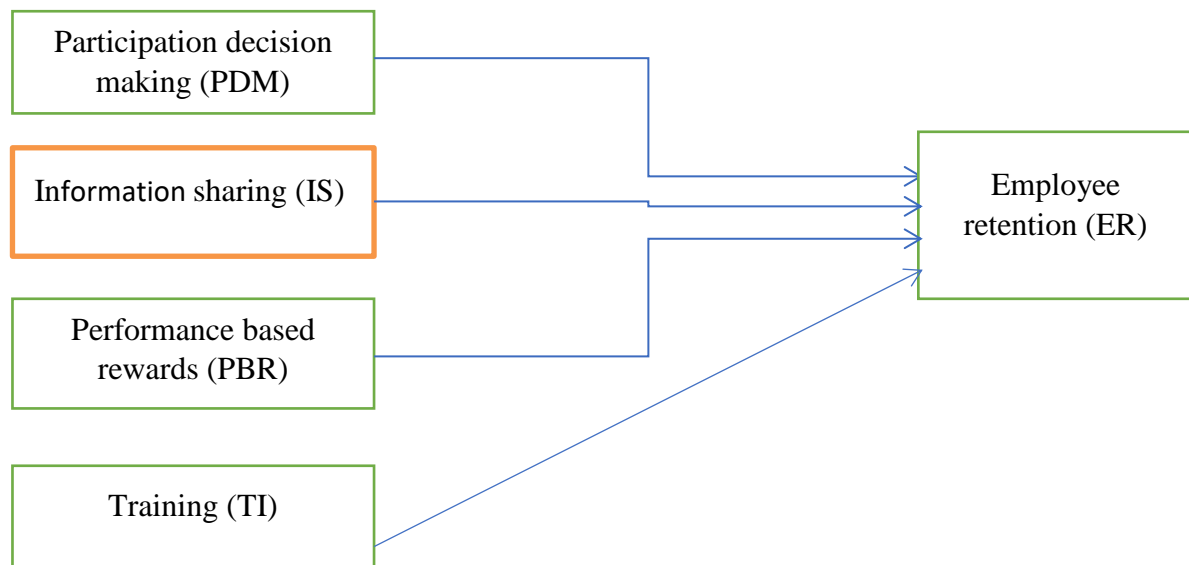 Participation decision
making (PDM)
Information sharing (IS)
Employee
retention (ER)
Performance based
rewards (PBR)
Training (TI)